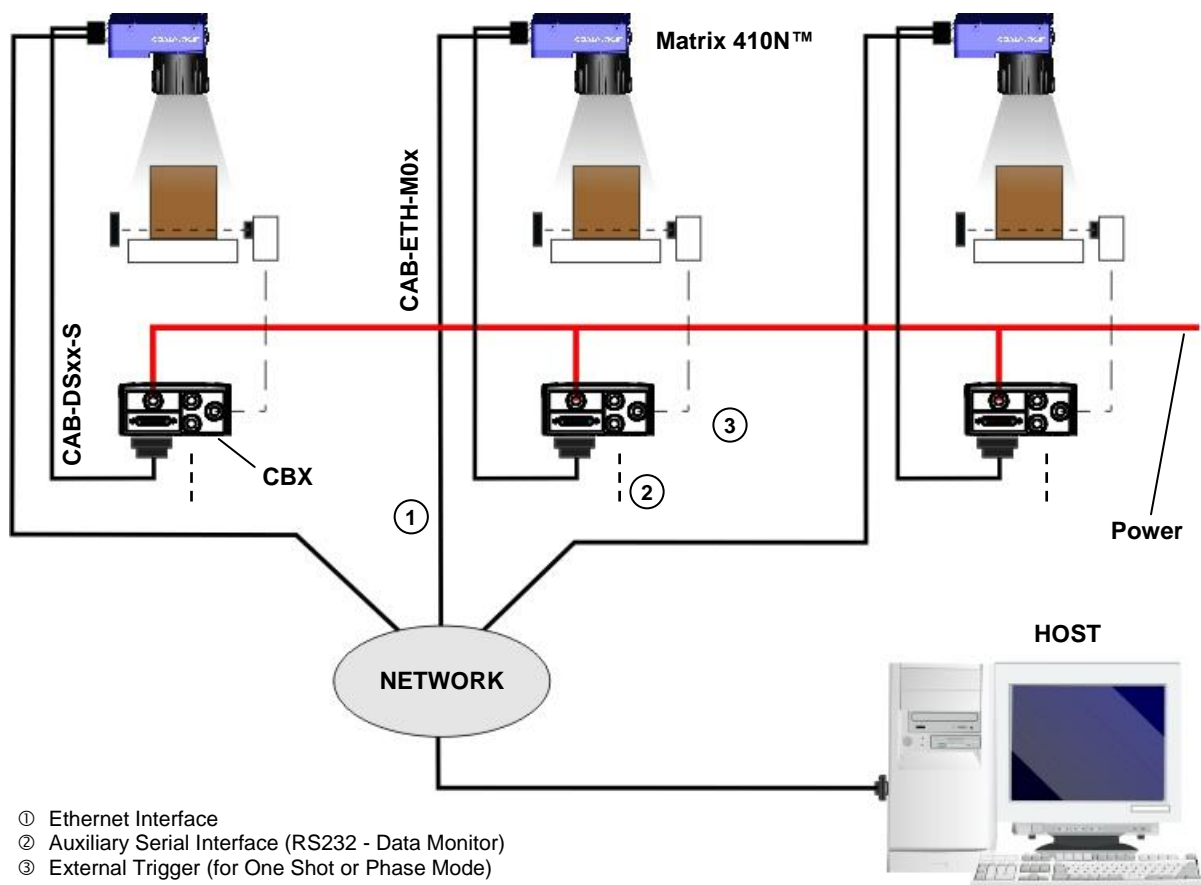 Matrix 410N™
CAB-ETH-M0x
CAB-DSxx-S
CBX
3
2
1
Power
NETWORK
HOST
① Ethernet Interface
② Auxiliary Serial Interface (RS232 - Data Monitor)
③ External Trigger (for One Shot or Phase Mode)